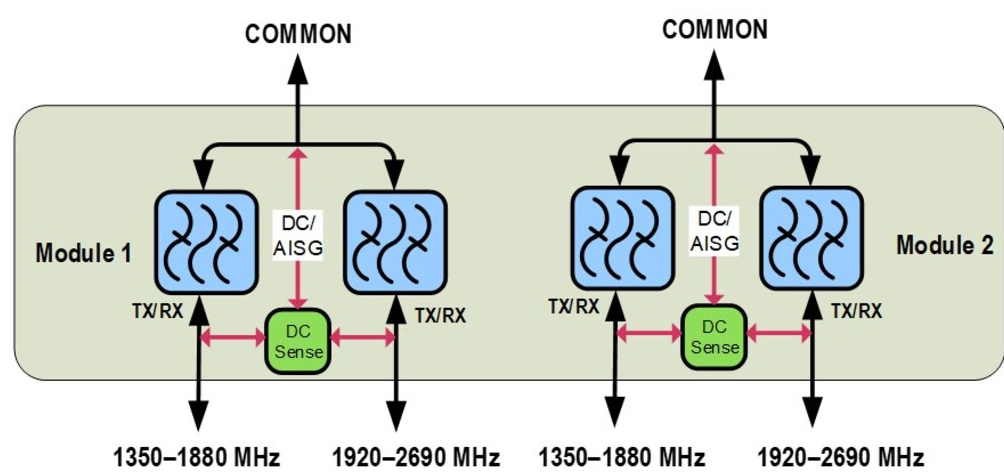 COMMON
COMMON
Module 1
DC/
AISG
TX/RX
TX/RX
DC
Sense
DC/
AISG
Module 2
TX/RX
TX/RX
DC
Sense
1350–1880 MHz
1920–2690 MHz
1350–1880 MHz
1920–2690 MHz